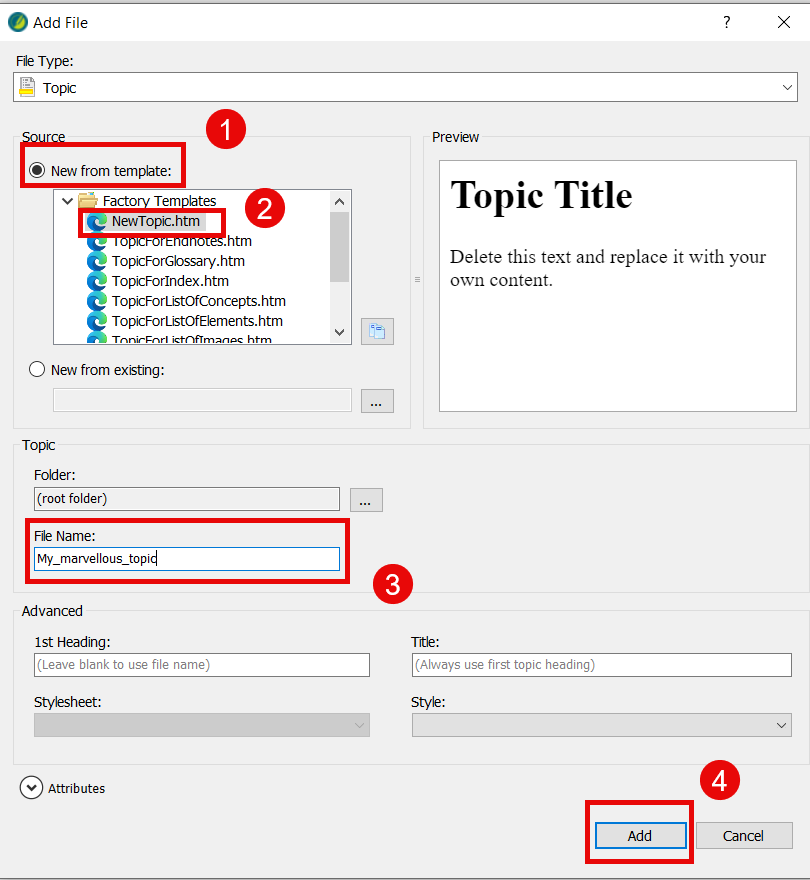 Add File
?
File Type:
Topic
1
Source
Preview
New from template:
Factory Templates
2
NewTopic.htm
TopicForEndnotes.htm
TopicForGlossary.htm
TopicForIndex.htm
TopicForListOfConcepts.htm
TopicForListOfElements.htm
TopicForListOfImages.htm
Topic Title
Delete this text and replace it with your
own content.
New from existing:
...
Topic
Folder:
(root folder)
...
File Name:
My_marvellous_topic
3
Advanced
1st Heading:
Title:
(Leave blank to use file name)
(Always use first topic heading)
Stylesheet:
Style:
Attributes
4
Add
Cancel